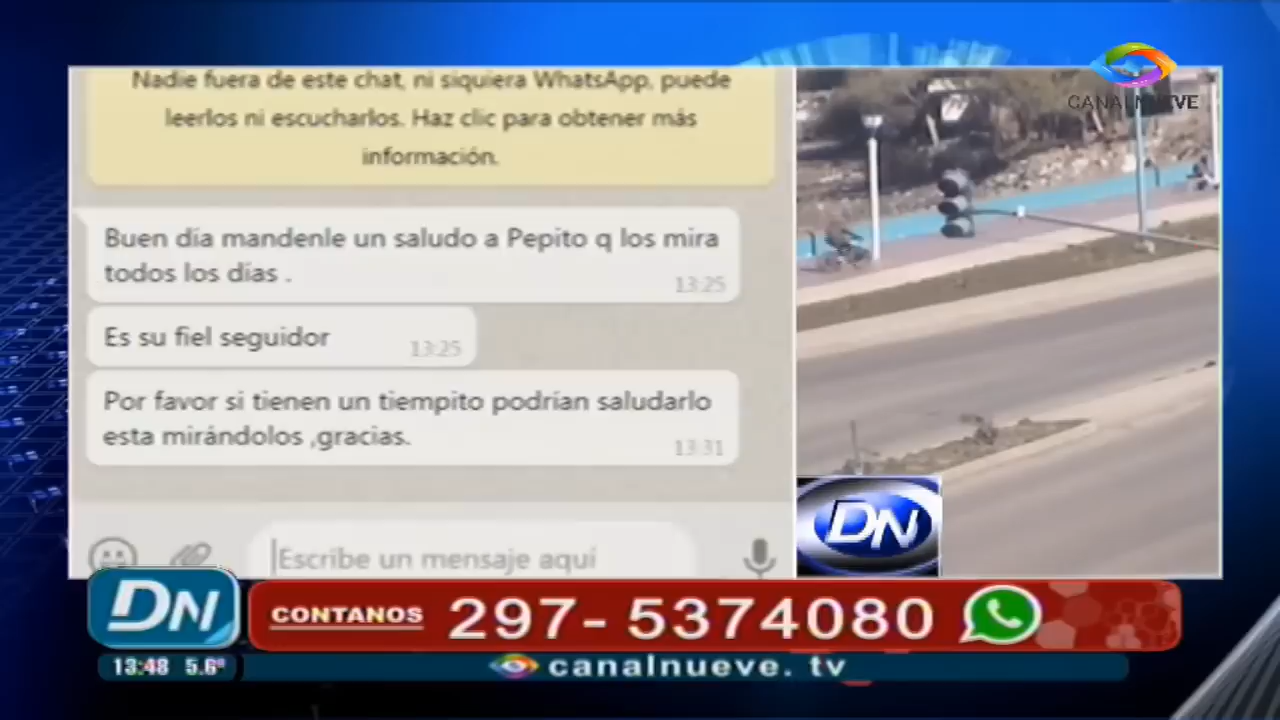 Nadie fuera de este chat, ni siquiera WhatsApp, puede
leerlos ni escucharlos. Haz clic para obtener más
información.
CANALNUEVE
Buen día mandenle un saludo a Pepito q los mira
todos los días .
13:25
Es su fiel seguidor
13:25
Por favor si tienen un tiempito podrían saludarlo
esta mirándolos ,gracias.
13:31
Escribe un mensaje aquí
DN
DN
CONTANOS 297- 5374080
13:48 5.6º
canalnueve. tv